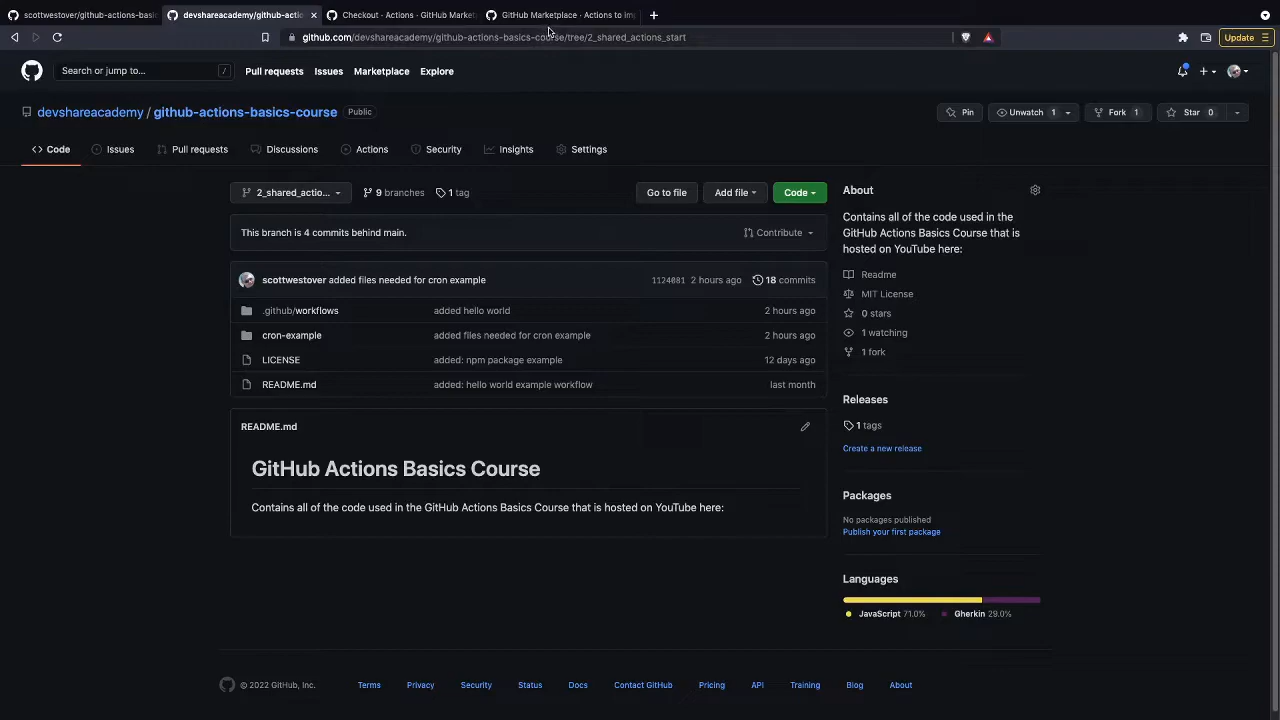 scottwestover/github-actions-basi
devshareacademy/github-actio
Checkout · Actions · GitHub Market
GitHub Marketplace · Actions to im
github.com/devshareacademy/github-actions-basics-course/tree/2_shared_actions_start
Update
Search or jump to...
/
Pull requests
Issues
Marketplace
Explore
devshareacademy / github-actions-basics-course
Public
Pin
Unwatch 1
Fork 1
Star 0
Code
Issues
Pull requests
Discussions
Actions
Security
Insights
Settings
2_shared_actio...
9 branches
1 tag
Go to file
Add file
Code
This branch is 4 commits behind main.
Contribute
scottwestover added files needed for cron example
1124081 2 hours ago
18 commits
.github/workflows
added hello world
2 hours ago
cron-example
added files needed for cron example
2 hours ago
LICENSE
added: npm package example
12 days ago
README.md
added: hello world example workflow
last month
README.md
GitHub Actions Basics Course
Contains all of the code used in the GitHub Actions Basics Course that is hosted on YouTube here:
About
Contains all of the code used in the
GitHub Actions Basics Course that is
hosted on YouTube here:
Readme
MIT License
0 stars
1 watching
1 fork
Releases
1 tags
Create a new release
Packages
No packages published
Publish your first package
Languages
JavaScript 71.0%
Gherkin 29.0%
© 2022 GitHub, Inc.
Terms
Privacy
Security
Status
Docs
Contact GitHub
Pricing
API
Training
Blog
About